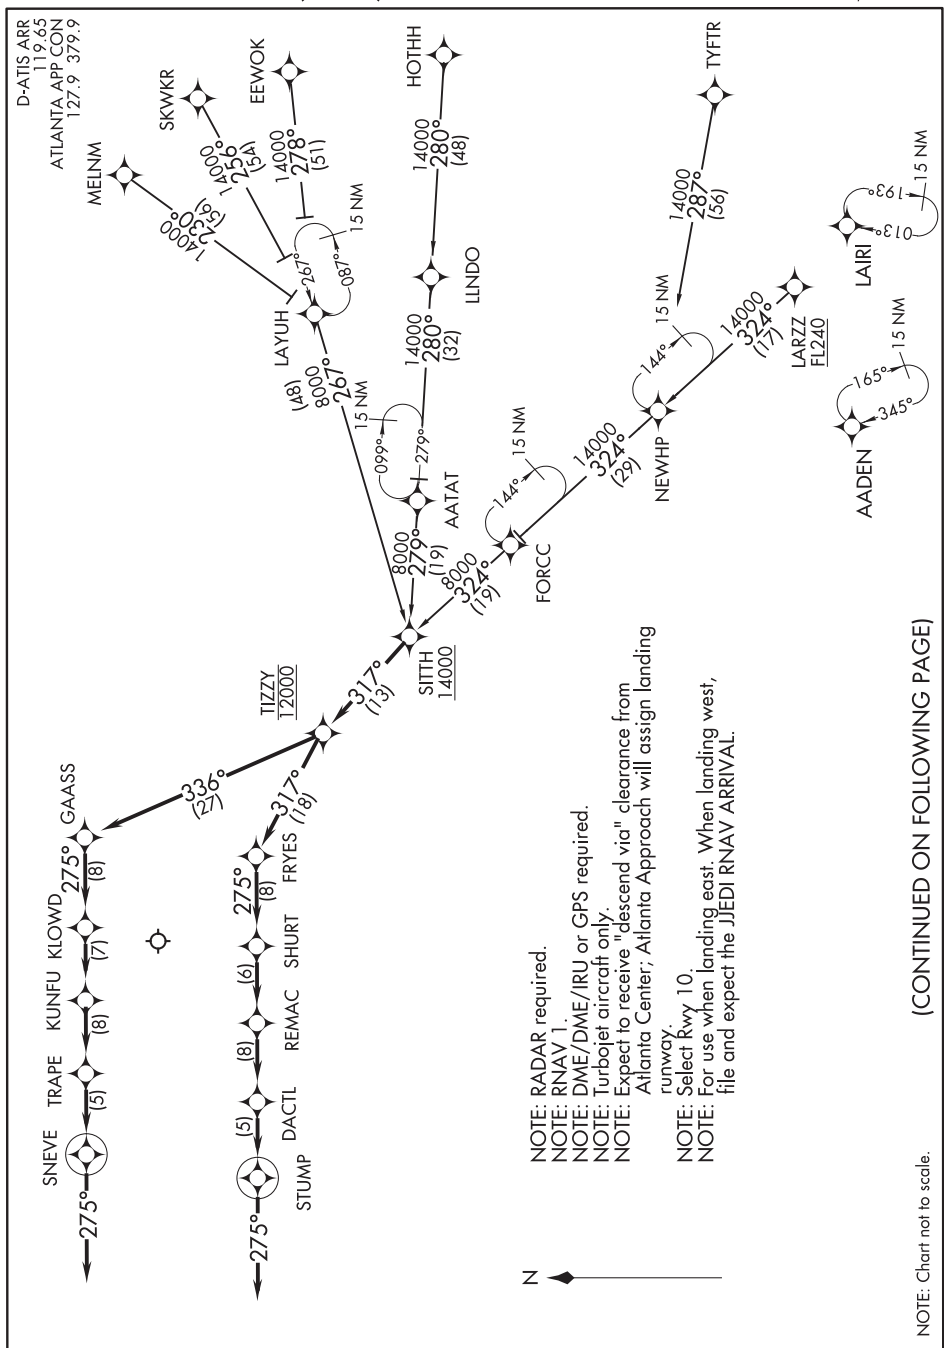 D-ATIS ARR
119.65
ATLANTA APP CON
127.9 379.9
MELNM
14000
230°
(56)
SKWKR
14000
256°
(54)
EEWOK
14000
278°
(51)
HOTHH
14000
280°
(48)
TYFTR
14000
287°
(56)
LAYUH
267°
087°
15 NM
(48)
8000
267°
LLNDO
14000
280°
(32)
15 NM
099°
279°
AATAT
8000
279°
(19)
15 NM
144°
NEWHP
14000
324°
(17)
LARZZ
FL240
LAIRI
013°
193°
15 NM
AADEN
345°
165°
15 NM
14000
324°
(29)
15 NM
144°
FORCC
8000
324°
(19)
SITTH
14000
317°
(13)
TIZZY
12000
336°
(27)
317°
(18)
GAASS
275°
(8)
KLOWD
(7)
KUNFU
(8)
TRAPE
(5)
SNEVE
275°
FRYES
275°
(8)
SHURT
(6)
REMAC
(8)
DACTL
(5)
STUMP
275°
NOTE: RADAR required.
NOTE: RNAV 1.
NOTE: DME/DME/IRU or GPS required.
NOTE: Turbojet aircraft only.
NOTE: Expect to receive "descend via" clearance from
Atlanta Center; Atlanta Approach will assign landing
runway.
NOTE: Select Rwy 10.
NOTE: For use when landing east. When landing west,
file and expect the JJEDI RNAV ARRIVAL.
N
(CONTINUED ON FOLLOWING PAGE)
NOTE: Chart not to scale.